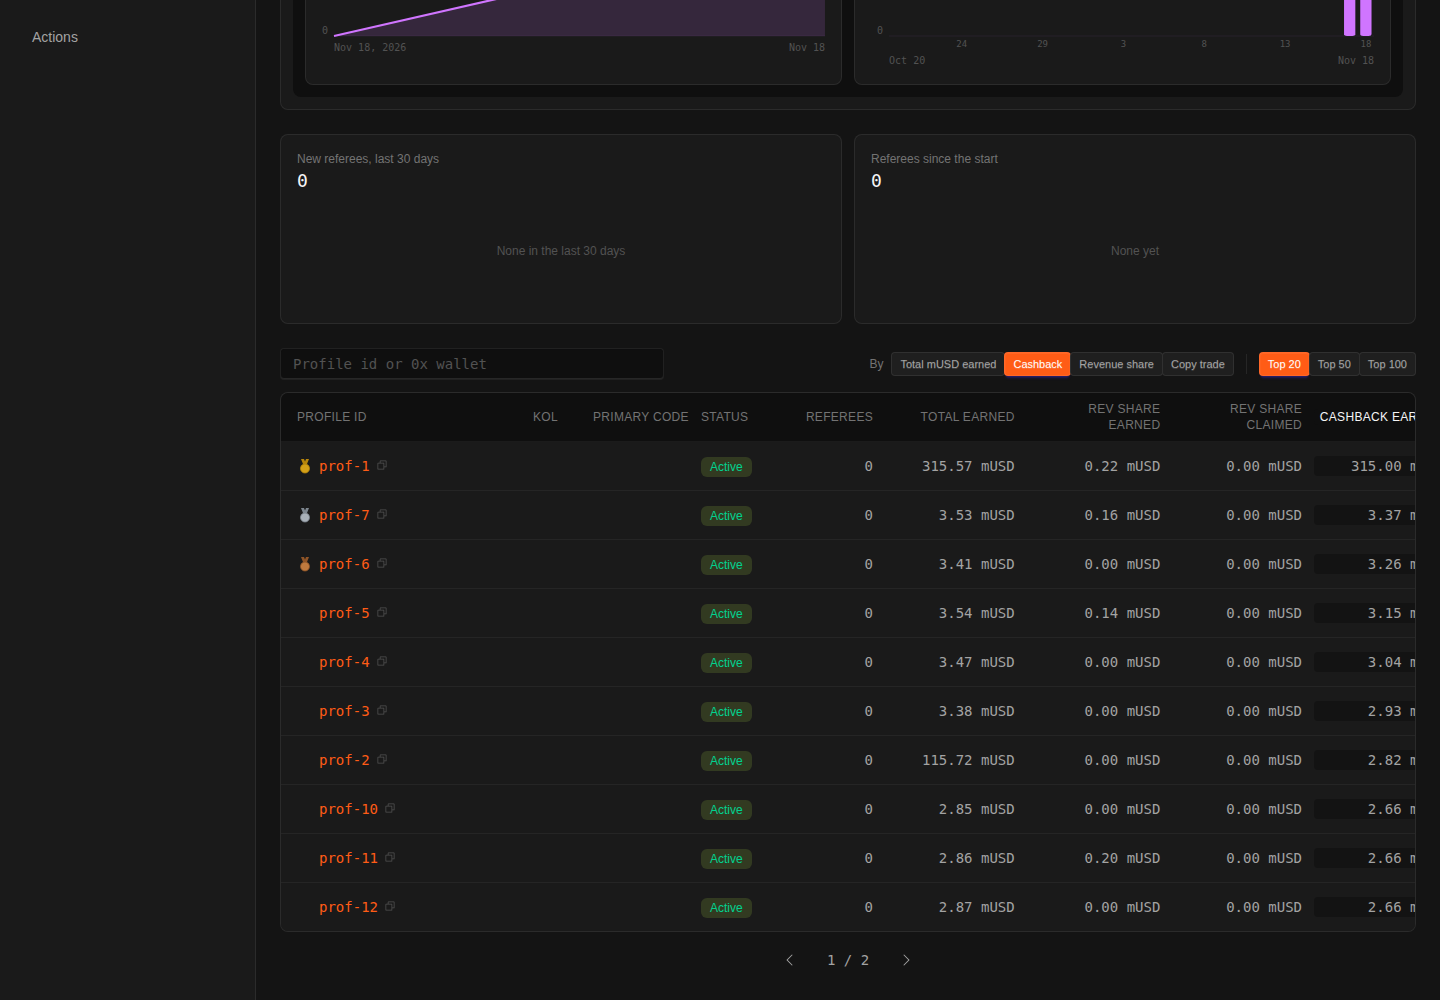 Actions
0
Nov 18, 2026 Nov 18
0
24 29 3 8 13 18
Oct 20 Nov 18
New referees, last 30 days
0
None in the last 30 days
Referees since the start
0
None yet
Profile id or 0x wallet
By Total mUSD earned Cashback Revenue share Copy trade Top 20 Top 50 Top 100
PROFILE ID KOL PRIMARY CODE STATUS REFEREES TOTAL EARNED REV SHARE EARNED REV SHARE CLAIMED CASHBACK EAR
prof-1 Active 0 315.57 mUSD 0.22 mUSD 0.00 mUSD 315.00 m
prof-7 Active 0 3.53 mUSD 0.16 mUSD 0.00 mUSD 3.37 m
prof-6 Active 0 3.41 mUSD 0.00 mUSD 0.00 mUSD 3.26 m
prof-5 Active 0 3.54 mUSD 0.14 mUSD 0.00 mUSD 3.15 m
prof-4 Active 0 3.47 mUSD 0.00 mUSD 0.00 mUSD 3.04 m
prof-3 Active 0 3.38 mUSD 0.00 mUSD 0.00 mUSD 2.93 m
prof-2 Active 0 115.72 mUSD 0.00 mUSD 0.00 mUSD 2.82 m
prof-10 Active 0 2.85 mUSD 0.00 mUSD 0.00 mUSD 2.66 m
prof-11 Active 0 2.86 mUSD 0.20 mUSD 0.00 mUSD 2.66 m
prof-12 Active 0 2.87 mUSD 0.00 mUSD 0.00 mUSD 2.66 m
1 / 2